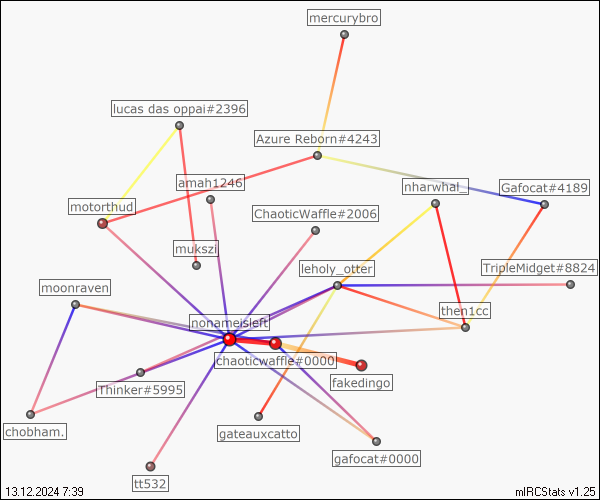 mercurybro
lucas das oppai#2396
Azure Reborn#4243
amah1246
nharwhal_
Gafocat#4189
motorthud
ChaoticWaffle#2006
mukszi
leholy_otter
TripleMidget#8824
moonraven
then1cc
nonameisleft
chaoticwaffle#0000
fakedingo
Thinker#5995
chobham.
gateauxcatto
gafocat#0000
tt532
13.12.2024 7:39
mIRCStats v1.25